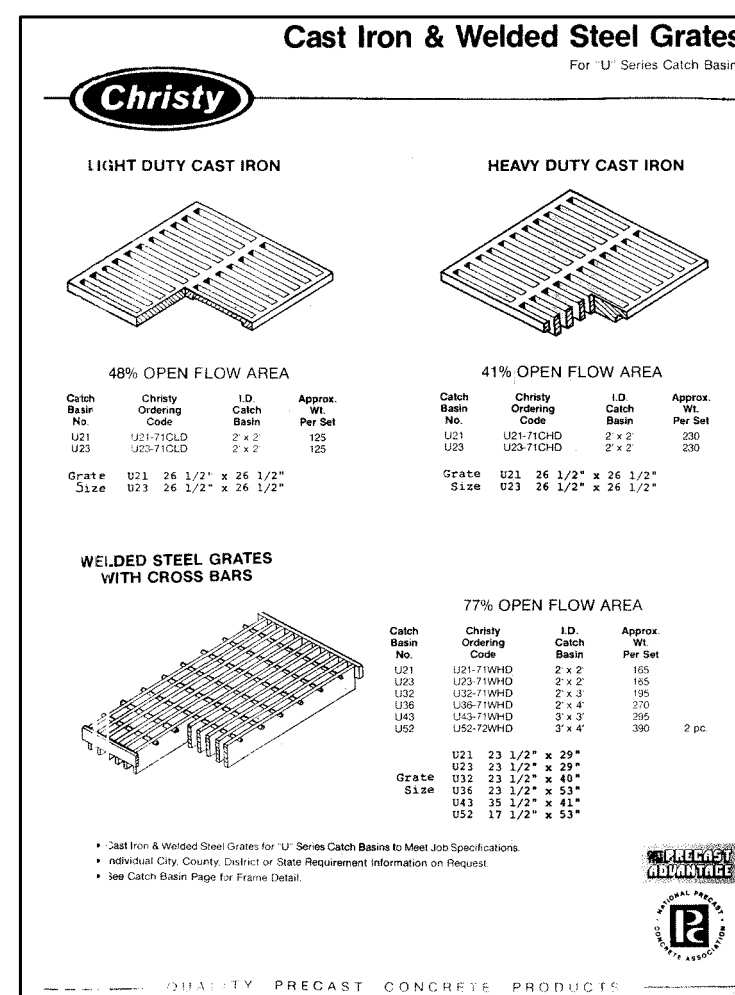 Cast Iron & Welded Steel Grates
For "U" Series Catch Basin
Christy
LIGHT DUTY CAST IRON
48% OPEN FLOW AREA
Catch Basin No. Christy Ordering Code I.D. Catch Basin Approx. Wt. Per Set
U21 U21-71CLD 2' x 2' 125
U23 U23-71CLD 2' x 2' 125
Grate U21 26 1/2" x 26 1/2"
Size U23 26 1/2" x 26 1/2"
HEAVY DUTY CAST IRON
41% OPEN FLOW AREA
Catch Basin No. Christy Ordering Code I.D. Catch Basin Approx. Wt. Per Set
U21 U21-71CHD 2' x 2' 230
U23 U23-71CHD 2' x 2' 230
Grate U21 26 1/2" x 26 1/2"
Size U23 26 1/2" x 26 1/2"
WELDED STEEL GRATES
WITH CROSS BARS
77% OPEN FLOW AREA
Catch Basin No. Christy Ordering Code I.D. Catch Basin Approx. Wt. Per Set
U21 U21-71WHD 2' x 2' 165
U23 U23-71WHD 2' x 2' 165
U32 U32-71WHD 2' x 3' 195
U36 U36-71WHD 2' x 4' 270
U43 U43-71WHD 3' x 3' 295
U52 U52-72WHD 3' x 4' 390 2 pc.
U21 23 1/2" x 29"
U23 23 1/2" x 29"
Grate U32 23 1/2" x 40"
Size U36 23 1/2" x 53"
U43 35 1/2" x 41"
U52 17 1/2" x 53"
• Cast Iron & Welded Steel Grates for "U" Series Catch Basins to Meet Job Specifications.
• Individual City, County, District or State Requirement Information on Request.
• See Catch Basin Page for Frame Detail.
PRECAST
ADVANTAGE
NATIONAL PRECAST CONCRETE ASSOCIATION
QUALITY PRECAST CONCRETE PRODUCTS